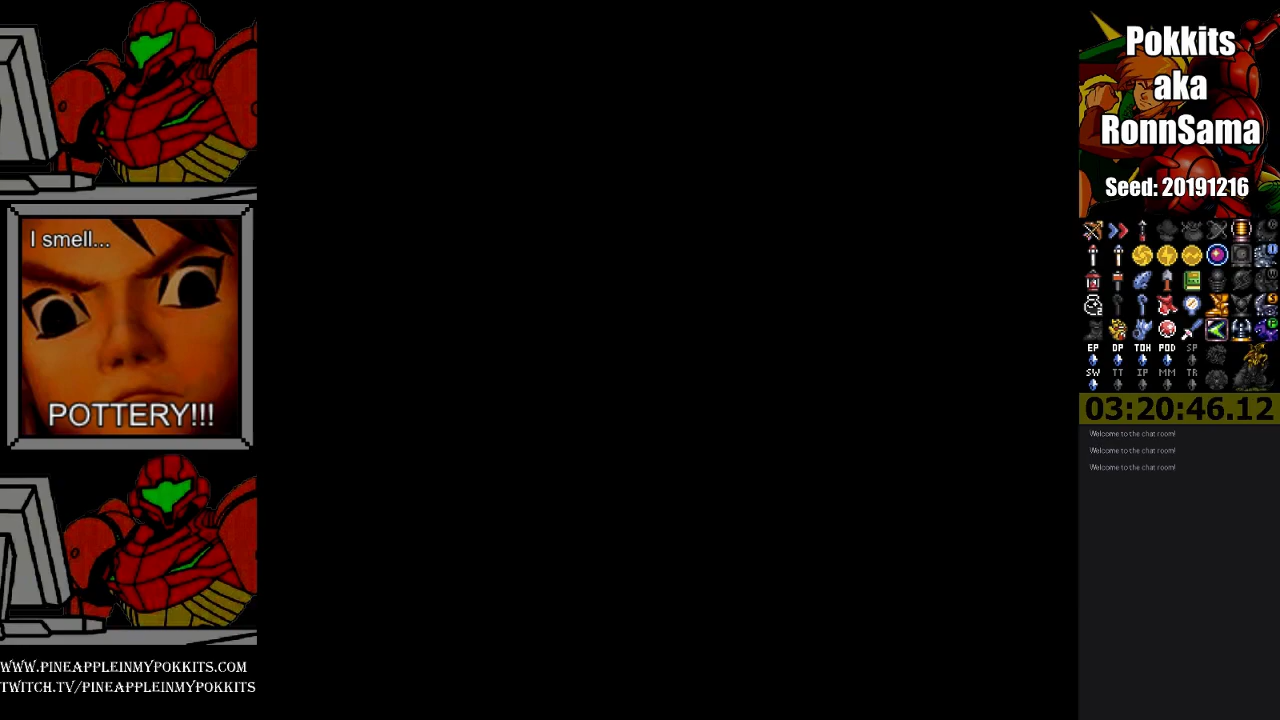 I smell...
POTTERY!!!
WWW.PINEAPPLEINMYPOKKITS.COM
TWITCH.TV/PINEAPPLEINMYPOKKITS
Pokkits
aka
RonnSama
Seed: 20191216
EP DP TOH POD SP
SW TT IP MM TR
03:20:46.12
Welcome to the chat room!
Welcome to the chat room!
Welcome to the chat room!